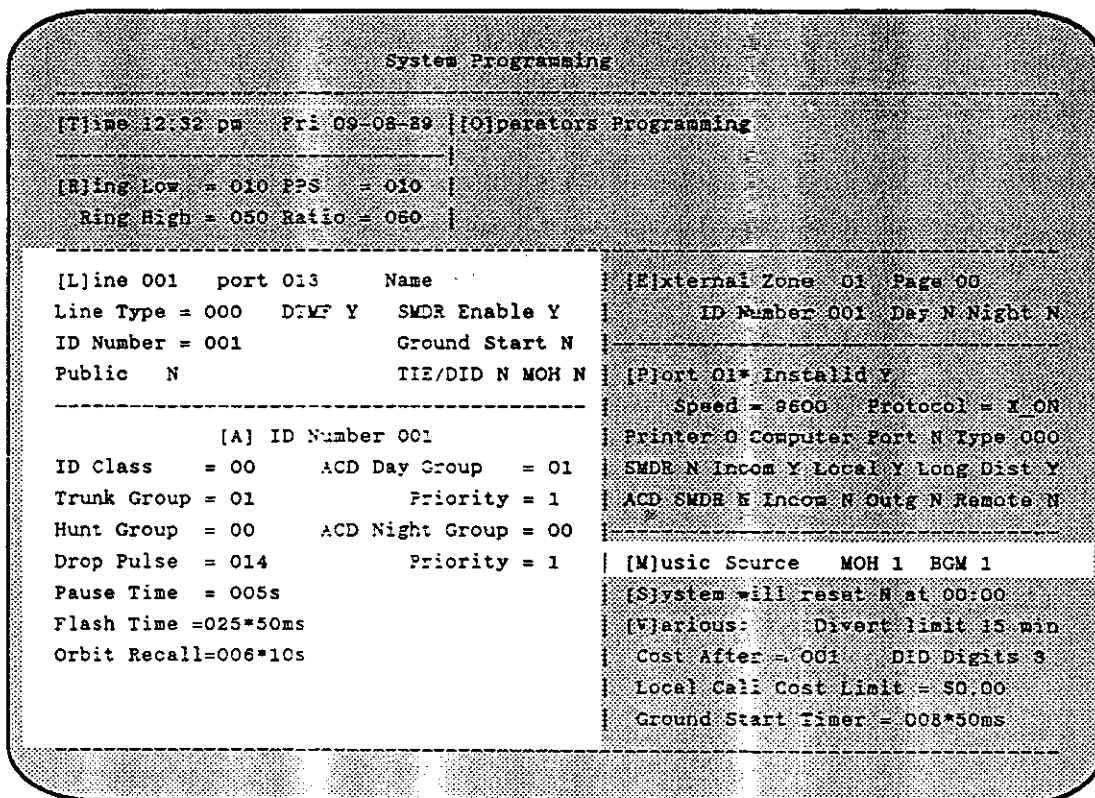 System Programming
[T]ime 12:32 pm Fri 09-08-89 [O]perators Programming
[R]ing Low = 010 PPS = 010
Ring High = 050 Ratio = 060
[L]ine 001 port 013 Name
Line Type = 000 DTMF Y SMDR Enable Y
ID Number = 001 Ground Start N
Public N TIE/DID N MOH N
[A] ID Number 001
ID Class = 00 ACD Day Group = 01
Trunk Group = 01 Priority = 1
Hunt Group = 00 ACD Night Group = 00
Drop Pulse = 014 Priority = 1
Pause Time = 005s
Flash Time =025*50ms
Orbit Recall=006*10s
[E]xternal Zone 01 Page 00
ID Number 001 Day N Night N
[P]ort 01* Installd Y
Speed = 9600 Protocol = X_ON
Printer 0 Computer Port N Type 000
SMDR N Incom Y Local Y Long Dist Y
ACD SMDR N Incom N Outg N Remote N
[M]usic Source MOH 1 BGM 1
[S]ystem will reset N at 00:00
[V]arious: Divert limit 15 min
Cost After = 001 DID Digits 3
Local Call Cost Limit = $0.00
Ground Start Timer = 008*50ms